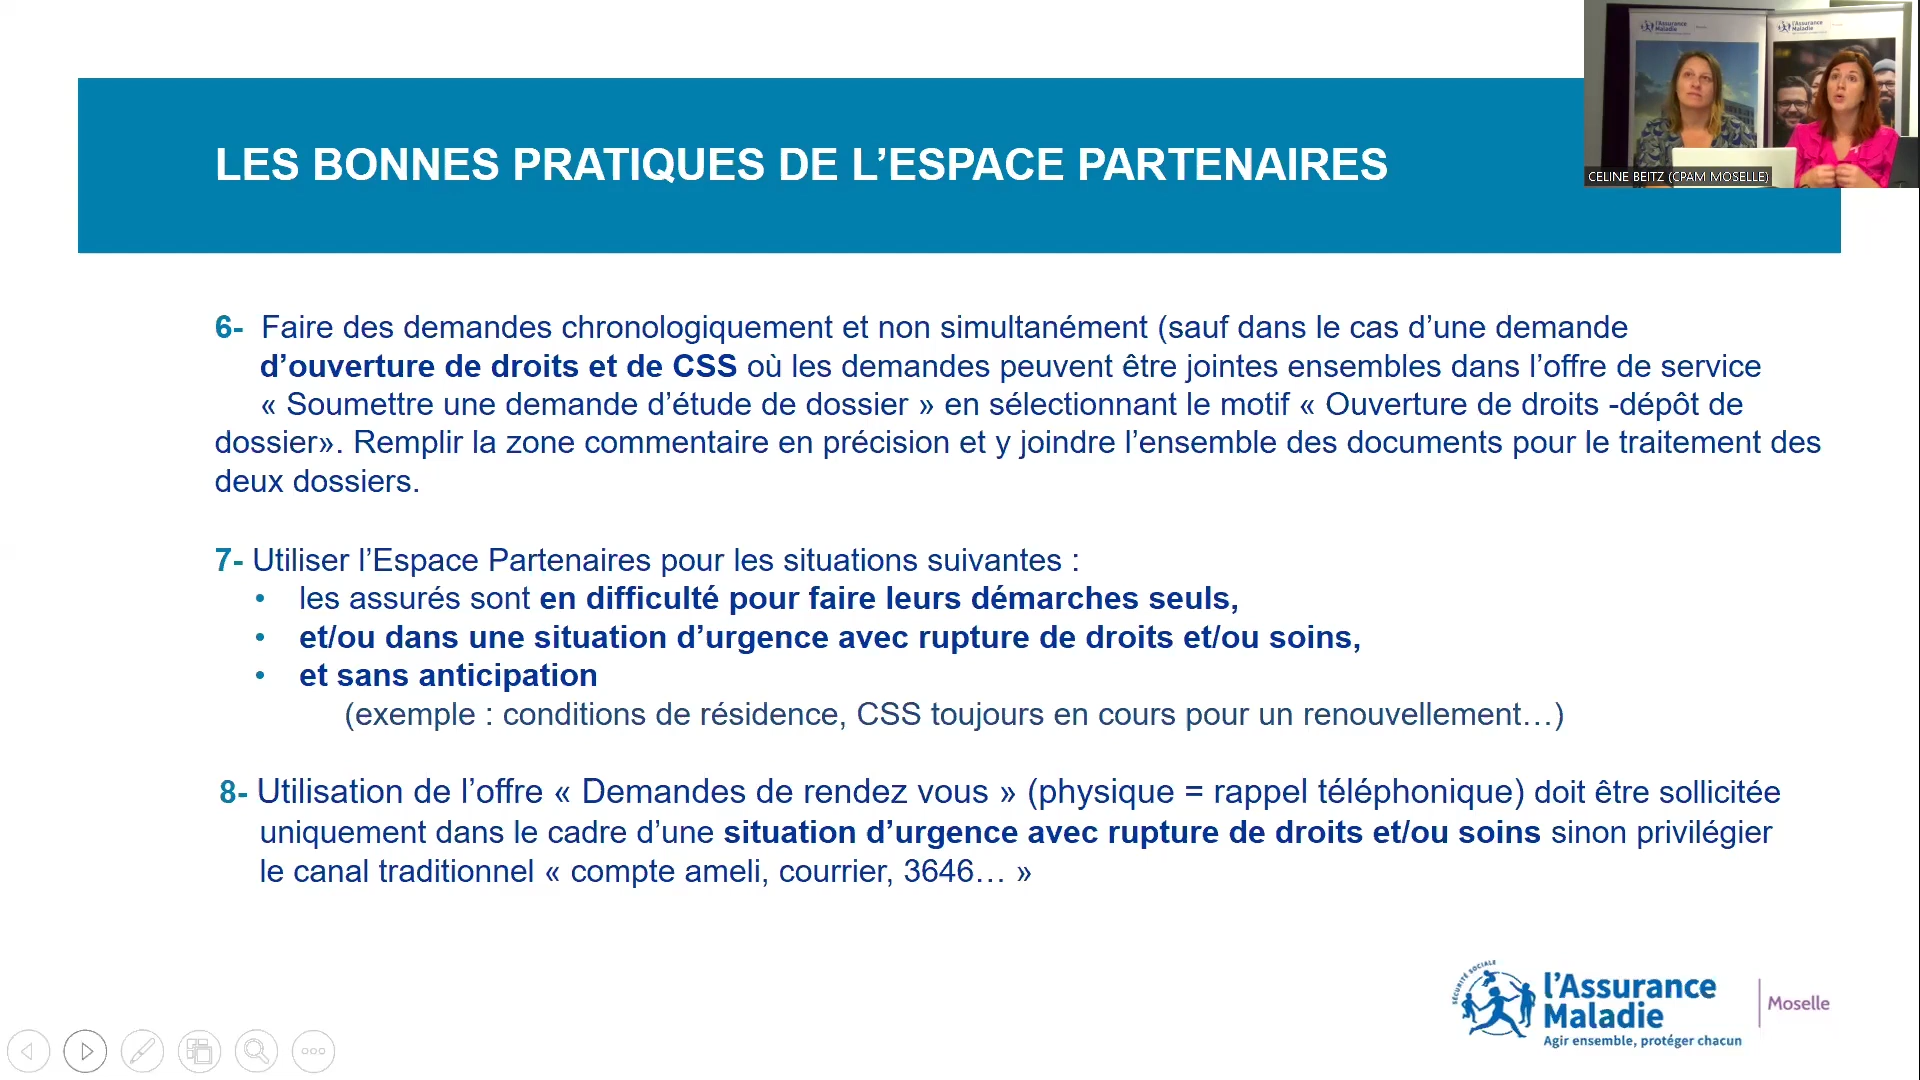 l'Assurance
Maladie
l'Assurance
Maladie
CELINE BEITZ (CPAM MOSELLE)
LES BONNES PRATIQUES DE L’ESPACE PARTENAIRES
6- Faire des demandes chronologiquement et non simultanément (sauf dans le cas d’une demande
d’ouverture de droits et de CSS où les demandes peuvent être jointes ensembles dans l’offre de service
« Soumettre une demande d’étude de dossier » en sélectionnant le motif « Ouverture de droits -dépôt de
dossier». Remplir la zone commentaire en précision et y joindre l’ensemble des documents pour le traitement des
deux dossiers.
7- Utiliser l’Espace Partenaires pour les situations suivantes :
• les assurés sont en difficulté pour faire leurs démarches seuls,
• et/ou dans une situation d’urgence avec rupture de droits et/ou soins,
• et sans anticipation
(exemple : conditions de résidence, CSS toujours en cours pour un renouvellement…)
8- Utilisation de l’offre « Demandes de rendez vous » (physique = rappel téléphonique) doit être sollicitée
uniquement dans le cadre d’une situation d’urgence avec rupture de droits et/ou soins sinon privilégier
le canal traditionnel « compte ameli, courrier, 3646… »
SÉCURITÉ SOCIALE
l’Assurance
Maladie
Agir ensemble, protéger chacun
Moselle